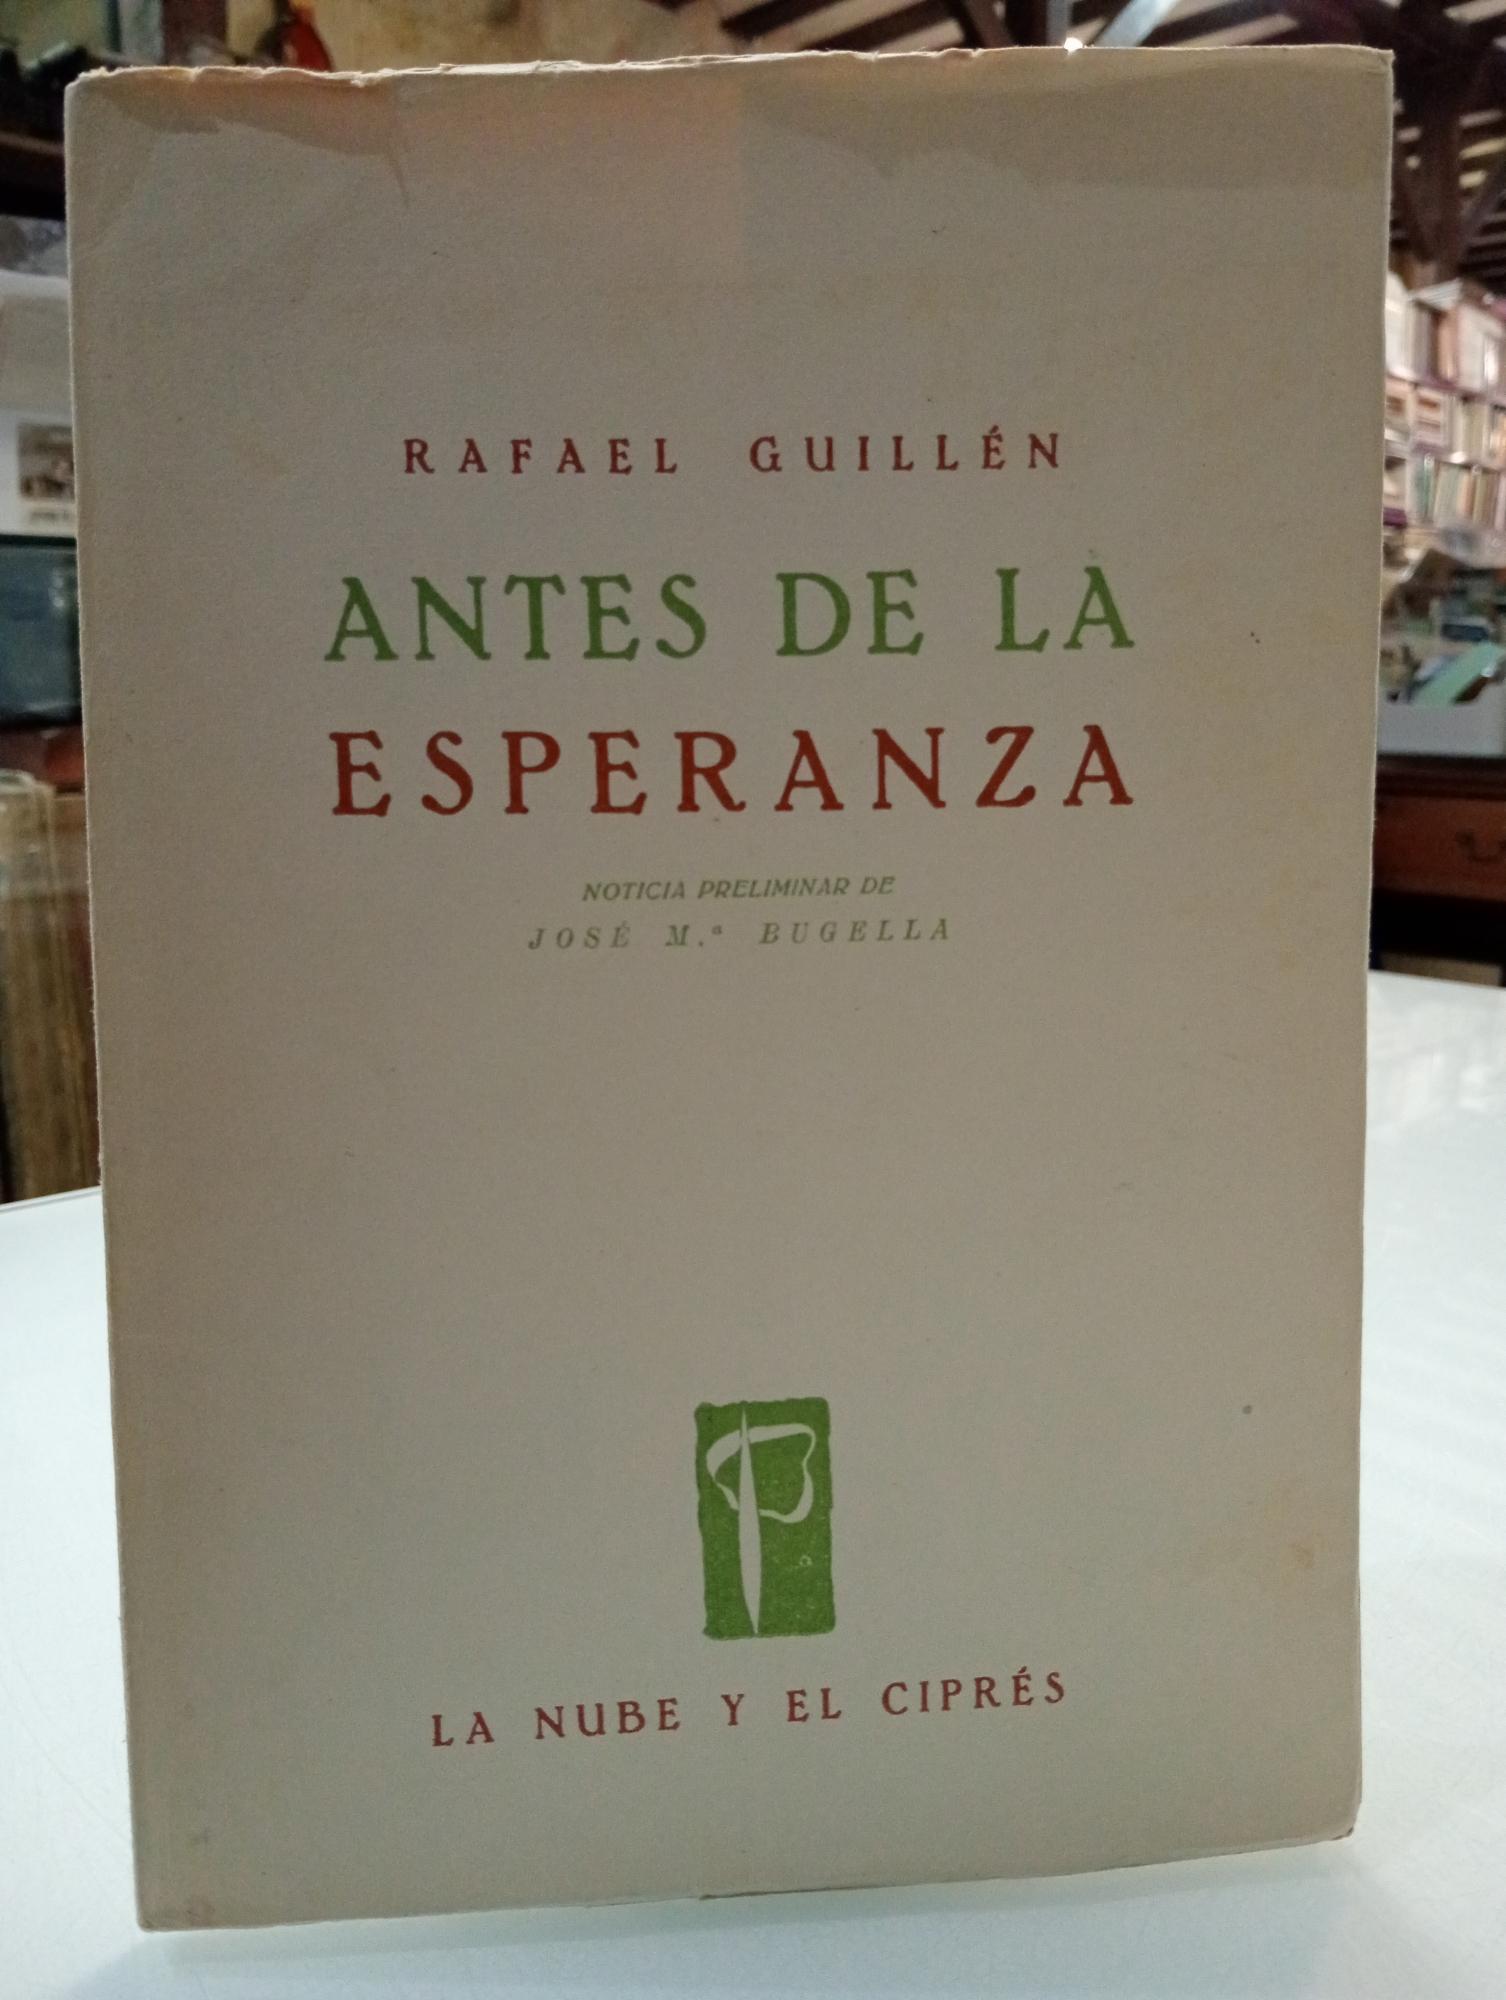 RAFAEL GUILLÉN
ANTES DE LA
ESPERANZA
NOTICIA PRELIMINAR DE
JOSÉ M.ª BUGELLA
LA NUBE Y EL CIPRÉS